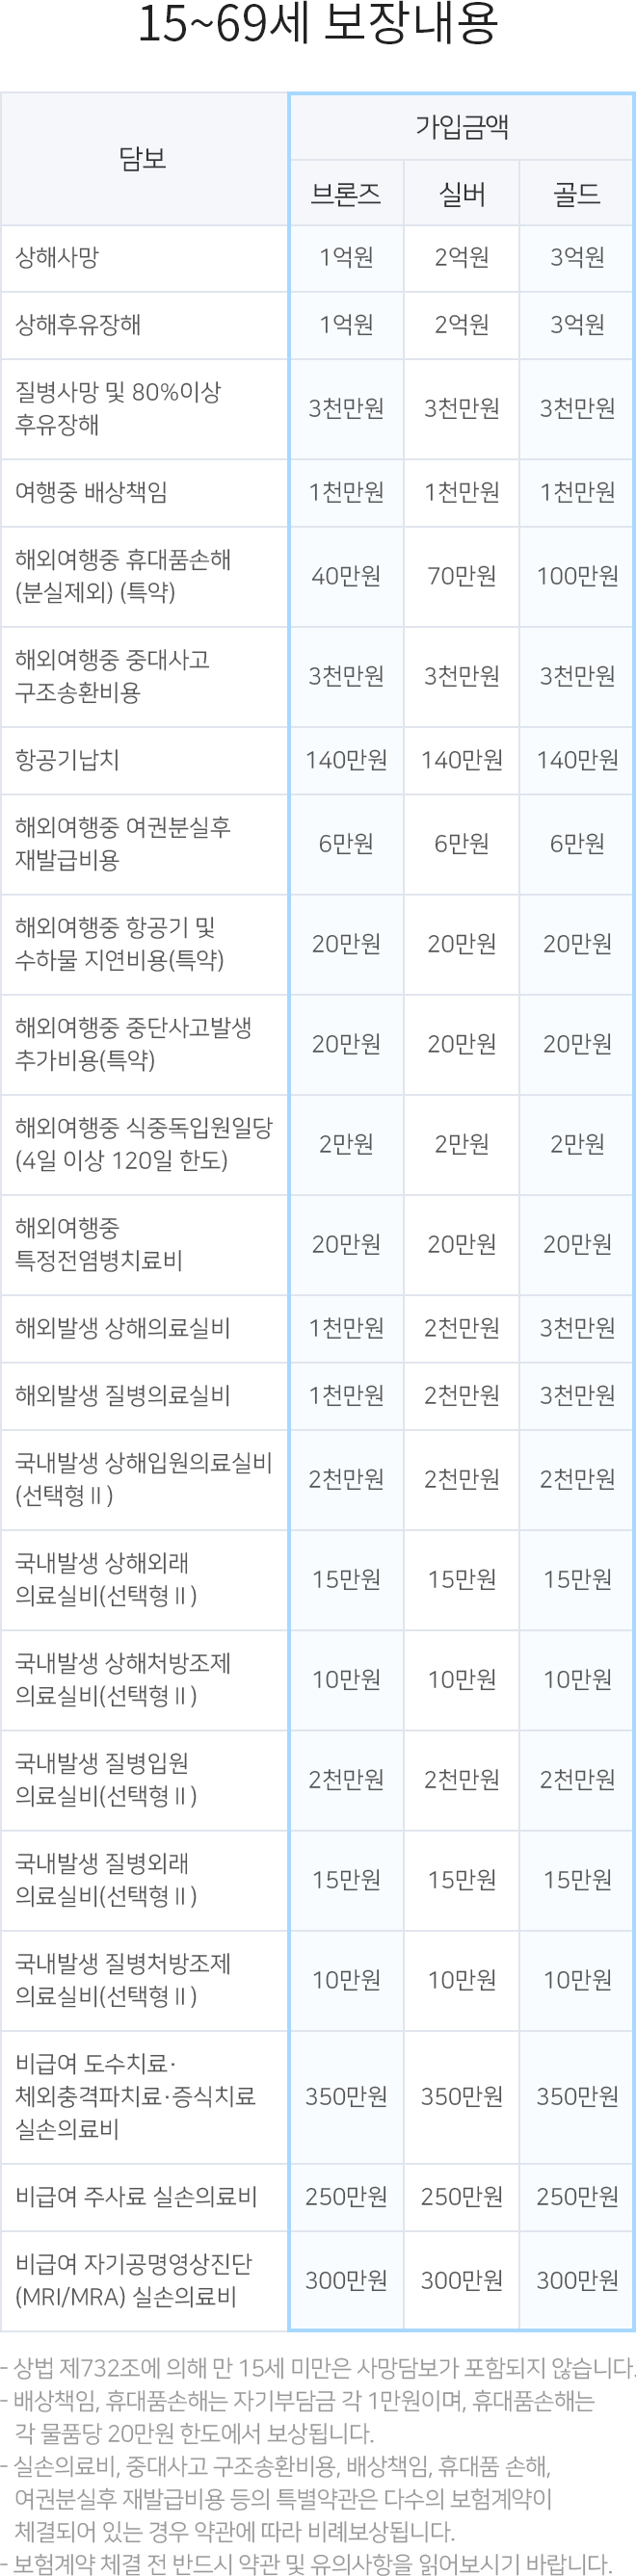 15~69세 보장내용
담보
가입금액
브론즈 실버 골드
상해사망 1억원 2억원 3억원
상해후유장해 1억원 2억원 3억원
질병사망 및 80%이상
후유장해
3천만원 3천만원 3천만원
여행중 배상책임 1천만원 1천만원 1천만원
해외여행중 휴대품손해
(분실제외) (특약)
40만원 70만원 100만원
해외여행중 중대사고
구조송환비용
3천만원 3천만원 3천만원
항공기납치 140만원 140만원 140만원
해외여행중 여권분실후
재발급비용
6만원 6만원 6만원
해외여행중 항공기 및
수하물 지연비용(특약)
20만원 20만원 20만원
해외여행중 중단사고발생
추가비용(특약)
20만원 20만원 20만원
해외여행중 식중독입원일당
(4일 이상 120일 한도)
2만원 2만원 2만원
해외여행중
특정전염병치료비
20만원 20만원 20만원
해외발생 상해의료실비 1천만원 2천만원 3천만원
해외발생 질병의료실비 1천만원 2천만원 3천만원
국내발생 상해입원의료실비
(선택형Ⅱ)
2천만원 2천만원 2천만원
국내발생 상해외래
의료실비(선택형Ⅱ)
15만원 15만원 15만원
국내발생 상해처방조제
의료실비(선택형Ⅱ)
10만원 10만원 10만원
국내발생 질병입원
의료실비(선택형Ⅱ)
2천만원 2천만원 2천만원
국내발생 질병외래
의료실비(선택형Ⅱ)
15만원 15만원 15만원
국내발생 질병처방조제
의료실비(선택형Ⅱ)
10만원 10만원 10만원
비급여 도수치료·
체외충격파치료·증식치료
실손의료비
350만원 350만원 350만원
비급여 주사료 실손의료비 250만원 250만원 250만원
비급여 자기공명영상진단
(MRI/MRA) 실손의료비
300만원 300만원 300만원
- 상법 제732조에 의해 만 15세 미만은 사망담보가 포함되지 않습니다.
- 배상책임, 휴대품손해는 자기부담금 각 1만원이며, 휴대품손해는
각 물품당 20만원 한도에서 보상됩니다.
- 실손의료비, 중대사고 구조송환비용, 배상책임, 휴대품 손해,
여권분실후 재발급비용 등의 특별약관은 다수의 보험계약이
체결되어 있는 경우 약관에 따라 비례보상됩니다.
- 보험계약 체결 전 반드시 약관 및 유의사항을 읽어보시기 바랍니다.